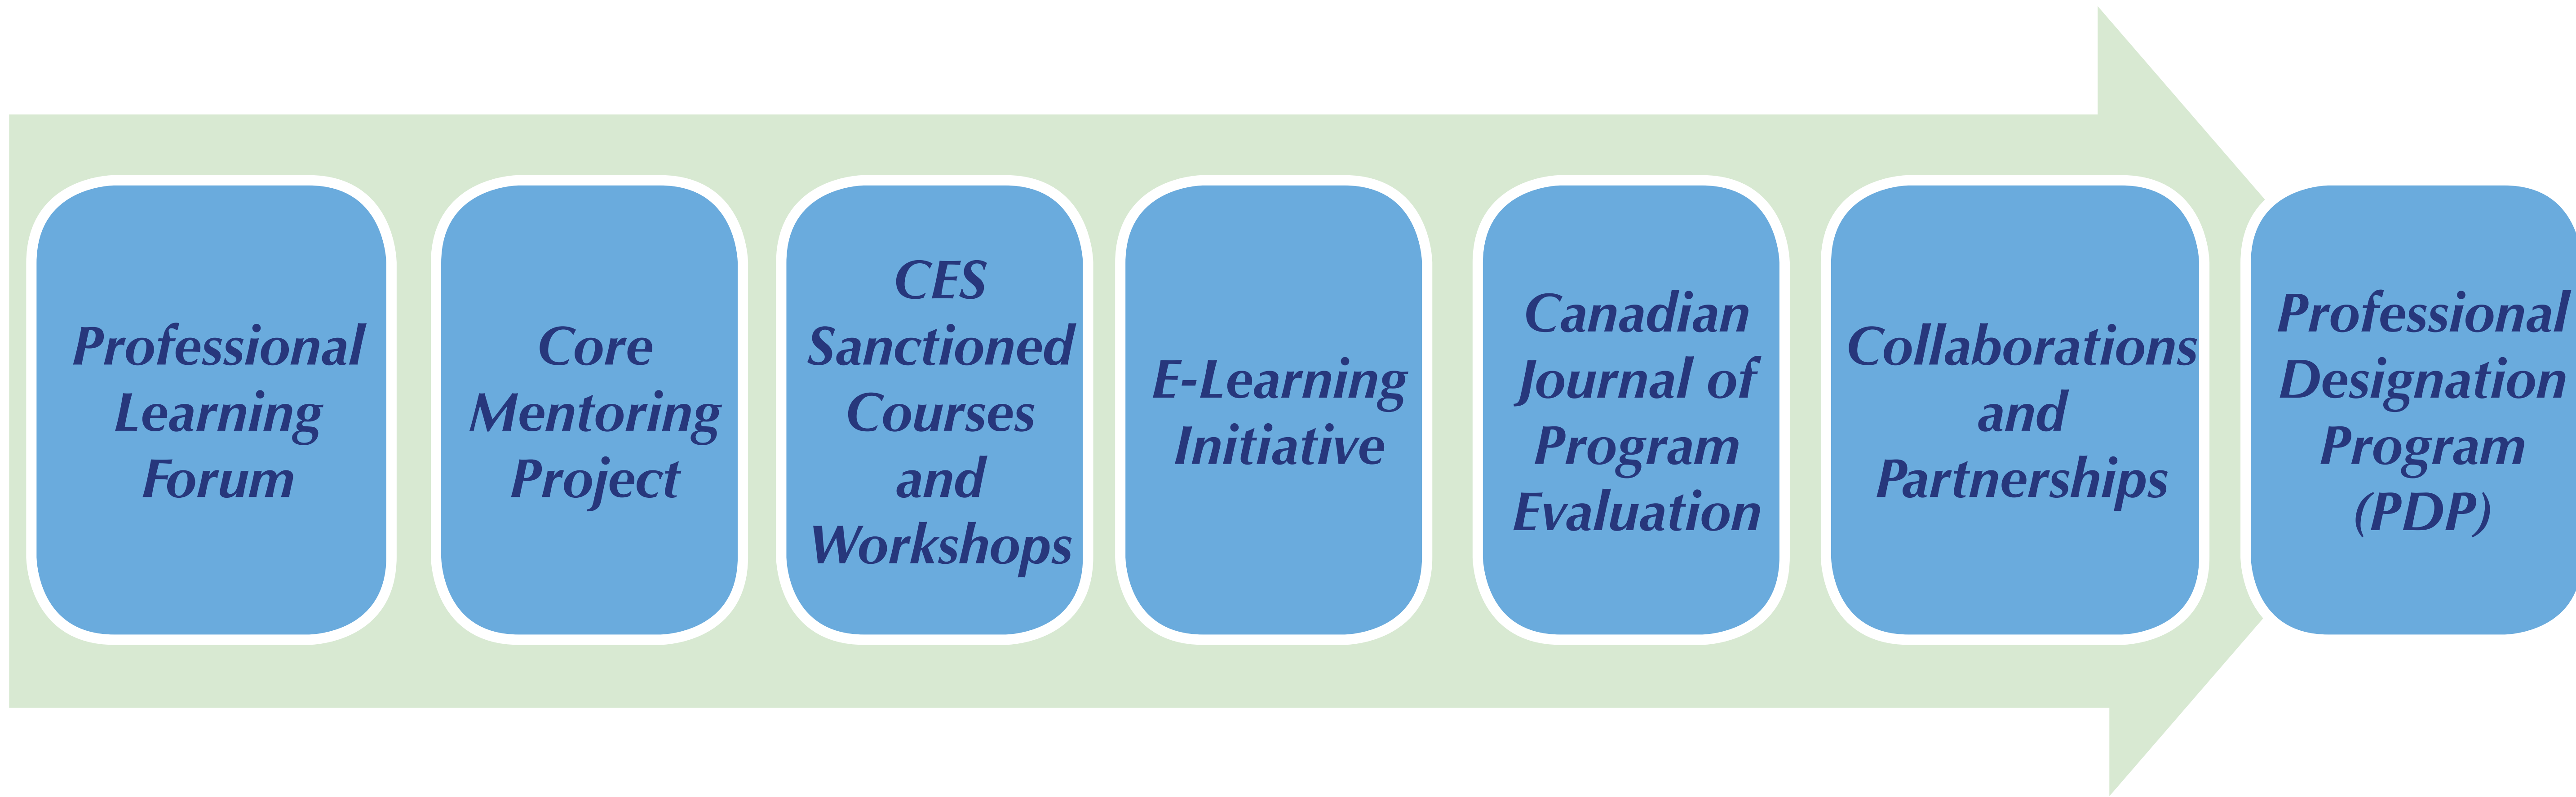 Professional
Learning
Forum
Core
Mentoring
Project
CES
Sanctioned
Courses
and
Workshops
E-Learning
Initiative
Canadian
Journal of
Program
Evaluation
Collaborations
and
Partnerships
Professional
Designation
Program
(PDP)